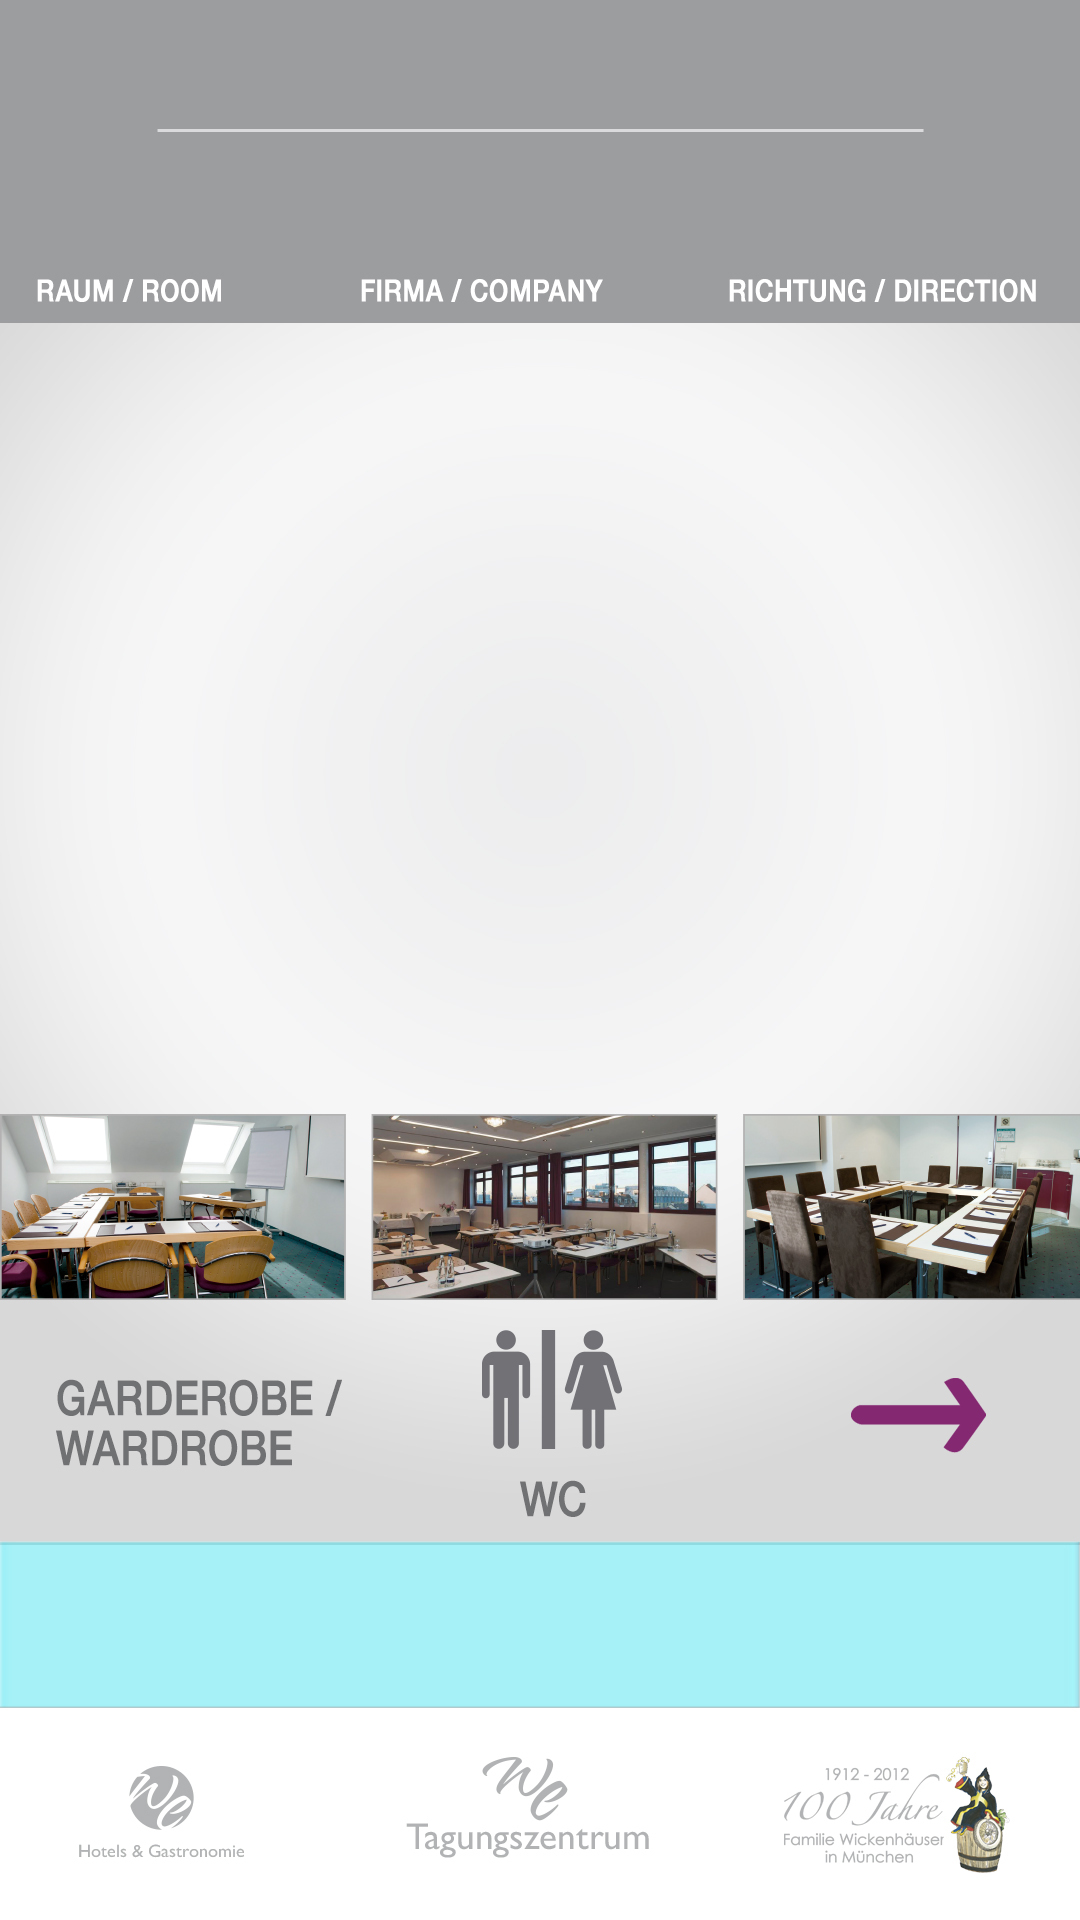 RAUM / ROOM FIRMA / COMPANY RICHTUNG / DIRECTION
GARDEROBE /
WARDROBE
WC
We
Hotels & Gastronomie
We
Tagungszentrum
1912 - 2012
100 Jahre
Familie Wickenhäuser
in München